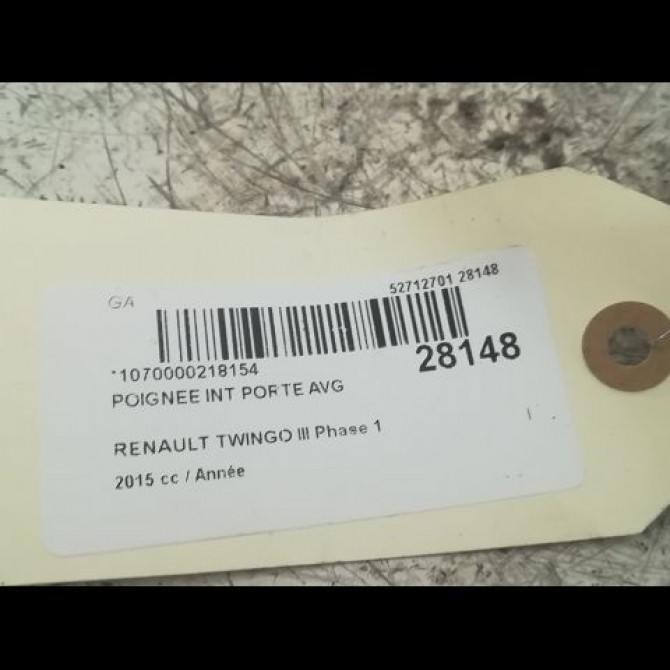 GA
52712701 28148
*1070000218154
28148
POIGNEE INT PORTE AVG
RENAULT TWINGO III Phase 1
2015 cc / Année